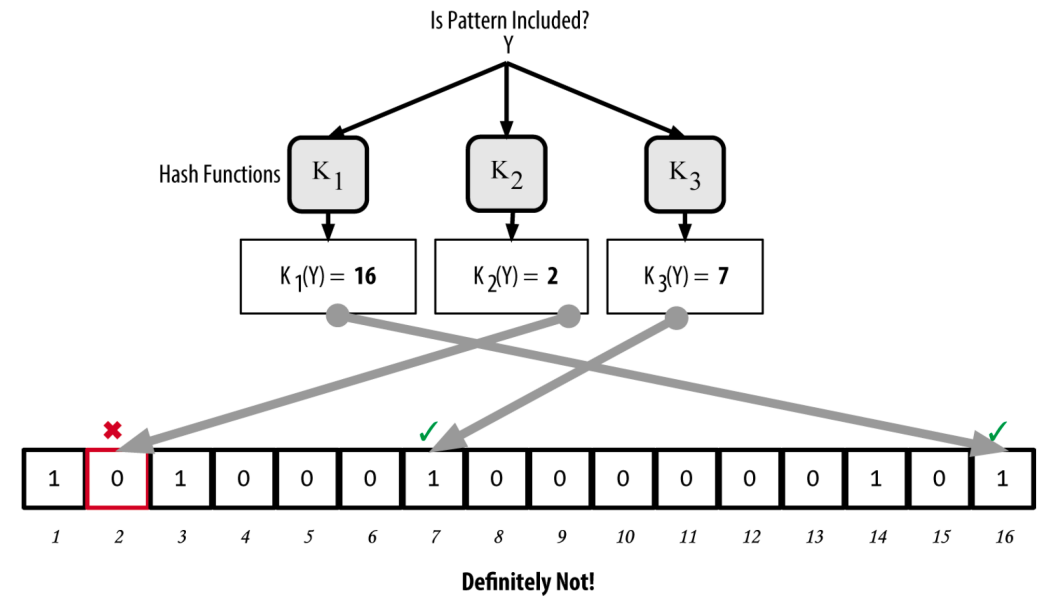 Is Pattern Included?
Y
Hash Functions K1 K2 K3
K1(Y) = 16 K2(Y) = 2 K3(Y) = 7
✖ ✓ ✓
1 0 1 0 0 0 1 0 0 0 0 0 0 1 0 1
1 2 3 4 5 6 7 8 9 10 11 12 13 14 15 16
Definitely Not!